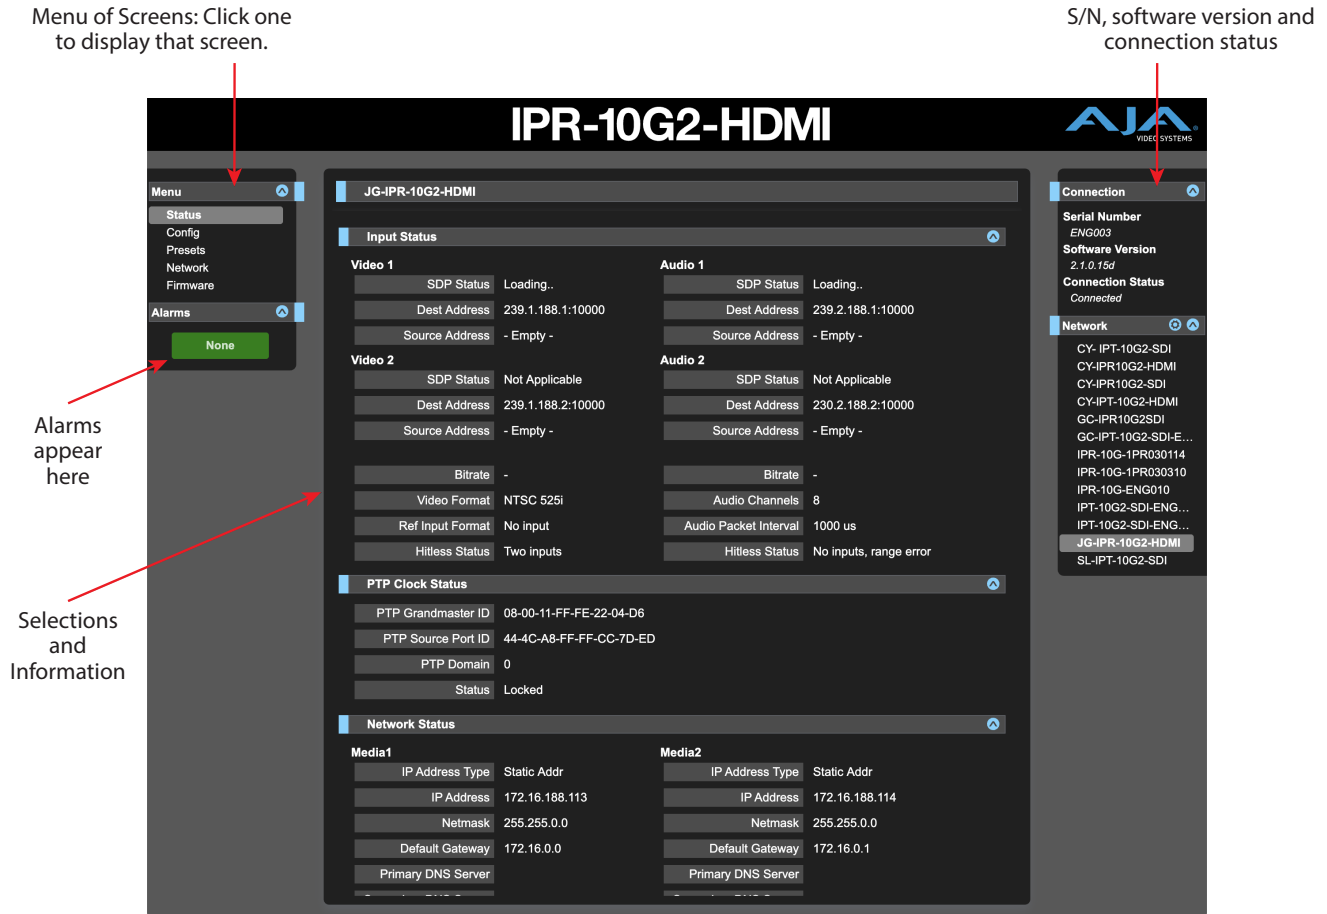 Menu of Screens: Click one
to display that screen.
S/N, software version and
connection status
IPR-10G2-HDMI
AJA
VIDEO SYSTEMS
Menu
Status
Config
Presets
Network
Firmware
Alarms
None
Alarms
appear
here
Selections
and
Information
JG-IPR-10G2-HDMI
Input Status
Video 1 Audio 1
SDP Status Loading.. SDP Status Loading..
Dest Address 239.1.188.1:10000 Dest Address 239.2.188.1:10000
Source Address - Empty - Source Address - Empty -
Video 2 Audio 2
SDP Status Not Applicable SDP Status Not Applicable
Dest Address 239.1.188.2:10000 Dest Address 230.2.188.2:10000
Source Address - Empty - Source Address - Empty -
Bitrate - Bitrate -
Video Format NTSC 525i Audio Channels 8
Ref Input Format No input Audio Packet Interval 1000 us
Hitless Status Two inputs Hitless Status No inputs, range error
PTP Clock Status
PTP Grandmaster ID 08-00-11-FF-FE-22-04-D6
PTP Source Port ID 44-4C-A8-FF-FF-CC-7D-ED
PTP Domain 0
Status Locked
Network Status
Media1 Media2
IP Address Type Static Addr IP Address Type Static Addr
IP Address 172.16.188.113 IP Address 172.16.188.114
Netmask 255.255.0.0 Netmask 255.255.0.0
Default Gateway 172.16.0.0 Default Gateway 172.16.0.1
Primary DNS Server Primary DNS Server
Connection
Serial Number
ENG003
Software Version
2.1.0.15d
Connection Status
Connected
Network
CY- IPT-10G2-SDI
CY-IPR10G2-HDMI
CY-IPR10G2-SDI
CY-IPT-10G2-HDMI
GC-IPR10G2SDI
GC-IPT-10G2-SDI-E...
IPR-10G-1PR030114
IPR-10G-1PR030310
IPR-10G-ENG010
IPT-10G2-SDI-ENG...
IPT-10G2-SDI-ENG...
JG-IPR-10G2-HDMI
SL-IPT-10G2-SDI